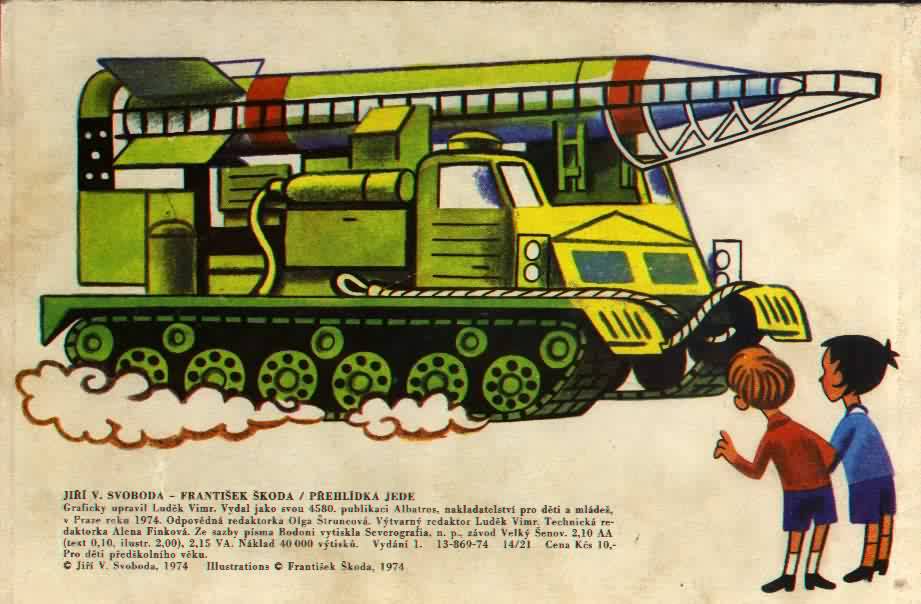 JIŘÍ V. SVOBODA – FRANTIŠEK ŠKODA / PŘEHLÍDKA JEDE
Graficky upravil Luděk Vimr. Vydal jako svou 4580. publikaci Albatros, nakladatelství pro děti a mládež,
v Praze roku 1974. Odpovědná redaktorka Olga Štruncová. Výtvarný redaktor Luděk Vimr. Technická re-
daktorka Alena Finková. Ze sazby písma Bodoni vytiskla Severografia, n. p., závod Velký Šenov. 2,10 AA
(text 0,10, ilustr. 2,00), 2,15 VA. Náklad 40 000 výtisků. Vydání 1. 13-869-74 14/21 Cena Kčs 10,-
Pro děti předškolního věku.
© Jiří V. Svoboda, 1974 Illustrations © František Škoda, 1974